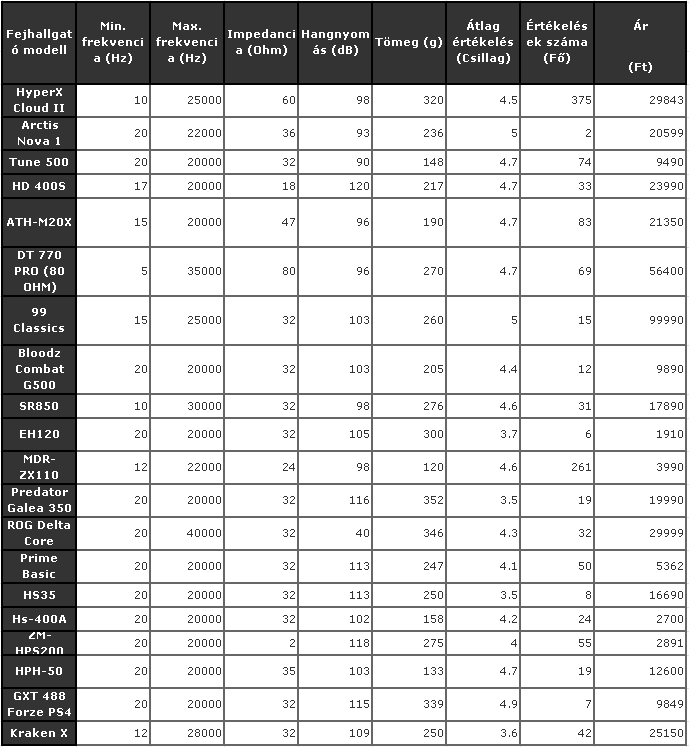 Fejhallgató modell Min. frekvencia (Hz) Max. frekvencia (Hz) Impedancia (Ohm) Hangnyomás (dB) Tömeg (g) Átlag értékelés (Csillag) Értékelések száma (Fő) Ár (Ft)
HyperX Cloud II 10 25000 60 98 320 4.5 375 29843
Arctis Nova 1 20 22000 36 93 236 5 2 20599
Tune 500 20 20000 32 90 148 4.7 74 9490
HD 400S 17 20000 18 120 217 4.7 33 23990
ATH-M20X 15 20000 47 96 190 4.7 83 21350
DT 770 PRO (80 OHM) 5 35000 80 96 270 4.7 69 56400
99 Classics 15 25000 32 103 260 5 15 99990
Bloodz Combat G500 20 20000 32 103 205 4.4 12 9890
SR850 10 30000 32 98 276 4.6 31 17890
EH120 20 20000 32 105 300 3.7 6 1910
MDR-ZX110 12 22000 24 98 120 4.6 261 3990
Predator Galea 350 20 20000 32 116 352 3.5 19 19990
ROG Delta Core 20 40000 32 40 346 4.3 32 29999
Prime Basic 20 20000 32 113 247 4.1 50 5362
HS35 20 20000 32 113 250 3.5 8 16690
Hs-400A 20 20000 32 102 158 4.2 24 2700
ZM-HPS200 20 20000 2 118 275 4 55 2891
HPH-50 20 20000 35 103 133 4.7 19 12600
GXT 488 Forze PS4 20 20000 32 115 339 4.9 7 9849
Kraken X 12 28000 32 109 250 3.6 42 25150